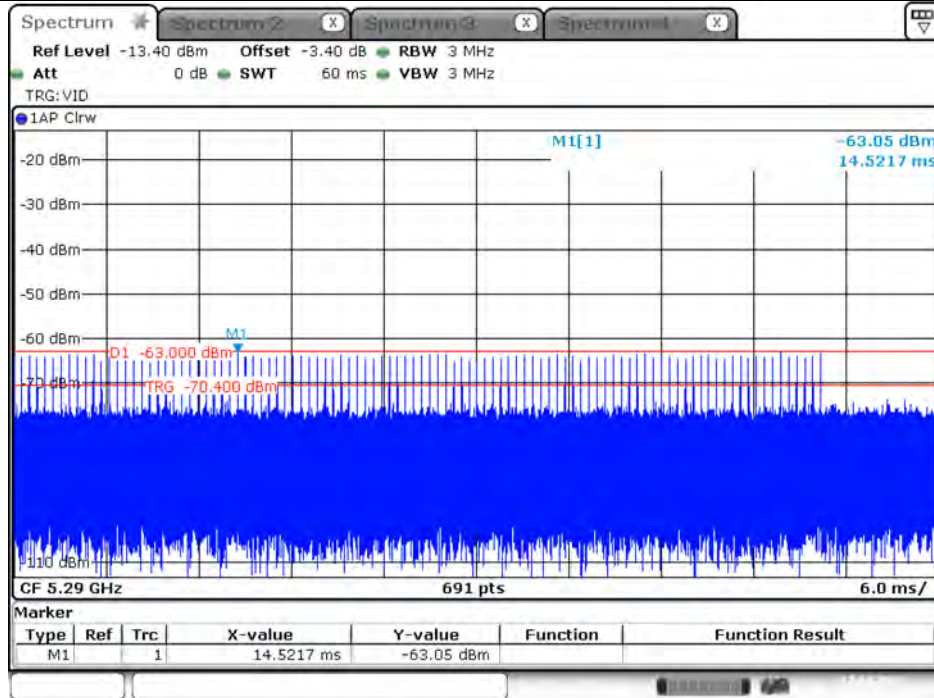 Spectrum Spectrum 2 X Spectrum 3 X Spectrum 4 X
Ref Level -13.40 dBm Offset -3.40 dB RBW 3 MHz
Att 0 dB SWT 60 ms VBW 3 MHz
TRG:VID
1AP Clrw
M1[1] -63.05 dBm
14.5217 ms
-20 dBm
-30 dBm
-40 dBm
-50 dBm
-60 dBm
M1
D1 -63.000 dBm
-70 dBm
TRG -70.400 dBm
-110 dBm
CF 5.29 GHz 691 pts 6.0 ms/
Marker
Type Ref Trc X-value Y-value Function Function Result
M1 1 14.5217 ms -63.05 dBm